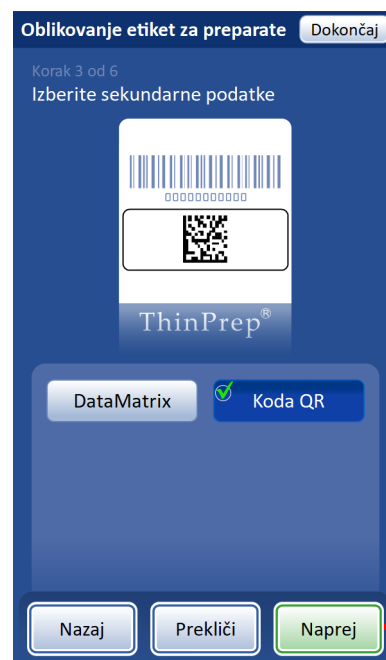 Oblikovanje etiket za preparate Dokončaj
Korak 3 od 6
Izberite sekundarne podatke
00000000000
ThinPrep®
DataMatrix Koda QR
Nazaj Prekliči Naprej